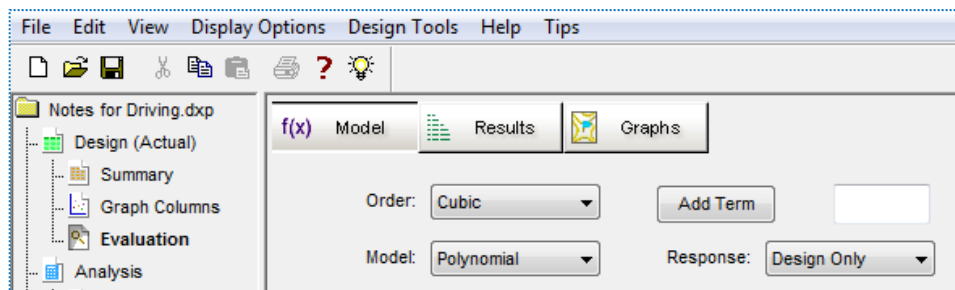 File Edit View Display Options Design Tools Help Tips
?
Notes for Driving.dxp
Design (Actual)
Summary
Graph Columns
Evaluation
Analysis
f(x) Model Results Graphs
Order: Cubic Add Term
Model: Polynomial Response: Design Only